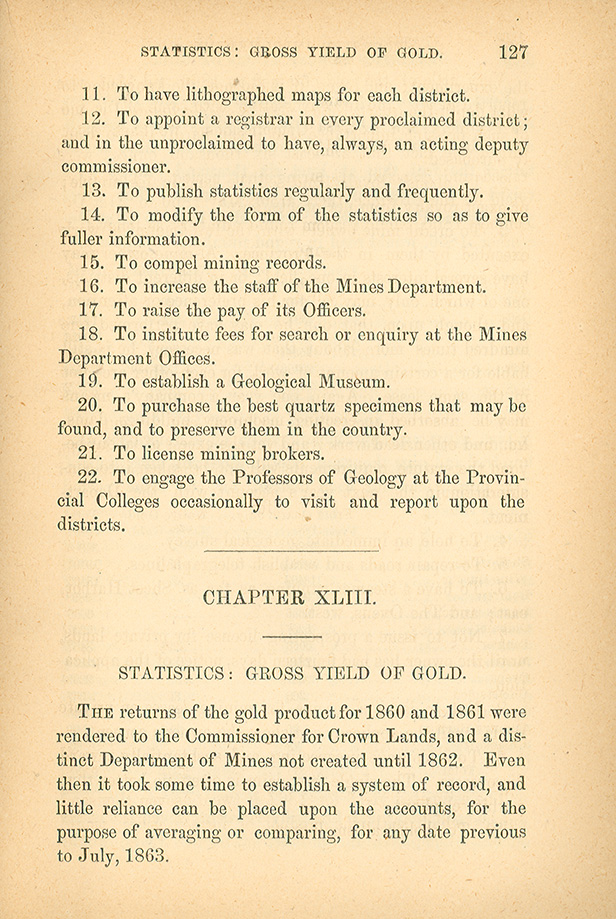 STATISTICS: GROSS YIELD OF GOLD. 127
11. To have lithographed maps for each district.
12. To appoint a registrar in every proclaimed district;
and in the unproclaimed to have, always, an acting deputy
commissioner.
13. To publish statistics regularly and frequently.
14. To modify the form of the statistics so as to give
fuller information.
15. To compel mining records.
16. To increase the staff of the Mines Department.
17. To raise the pay of its Officers.
18. To institute fees for search or enquiry at the Mines
Department Offices.
19. To establish a Geological Museum.
20. To purchase the best quartz specimens that may be
found, and to preserve them in the country.
21. To license mining brokers.
22. To engage the Professors of Geology at the Provin-
cial Colleges occasionally to visit and report upon the
districts.
CHAPTER XLIII.
STATISTICS: GROSS YIELD OF GOLD.
THE returns of the gold product for 1860 and 1861 were
rendered to the Commissioner for Crown Lands, and a dis-
tinct Department of Mines not created until 1862. Even
then it took some time to establish a system of record, and
little reliance can be placed upon the accounts, for the
purpose of averaging or comparing, for any date previous
to July, 1863.